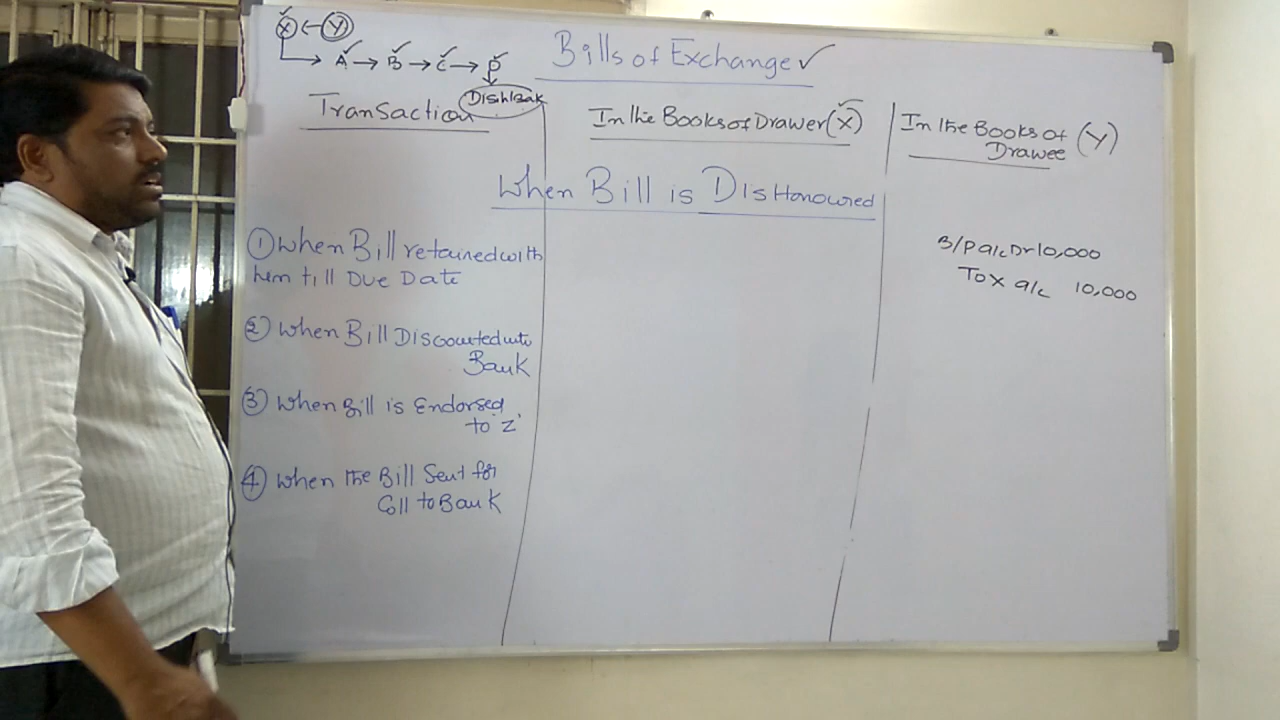 X ← Y
→ A → B → C → D
Bills of Exchange
Transaction
In the Books of Drawer (X)
In the Books of Drawee (Y)
When Bill is DisHonoured
① When Bill retained with
him till Due Date
② When Bill Discounted with
Bank
③ When Bill is Endorsed
to 'Z'
④ When the Bill Sent for
Coll to Bank
B/P a/c Dr 10,000
To X a/c 10,000